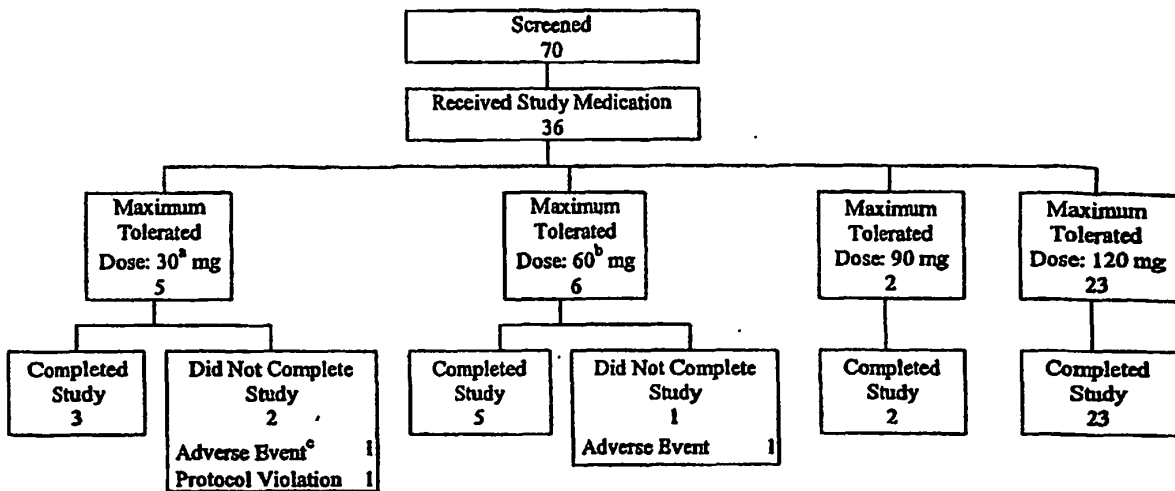 Screened
70
Received Study Medication
36
Maximum
Tolerated
Dose: 30ᵃ mg
5
Maximum
Tolerated
Dose: 60ᵇ mg
6
Maximum
Tolerated
Dose: 90 mg
2
Maximum
Tolerated
Dose: 120 mg
23
Completed
Study
3
Did Not Complete
Study
2
Adverse Eventᶜ 1
Protocol Violation 1
Completed
Study
5
Did Not Complete
Study
1
Adverse Event 1
Completed
Study
2
Completed
Study
23